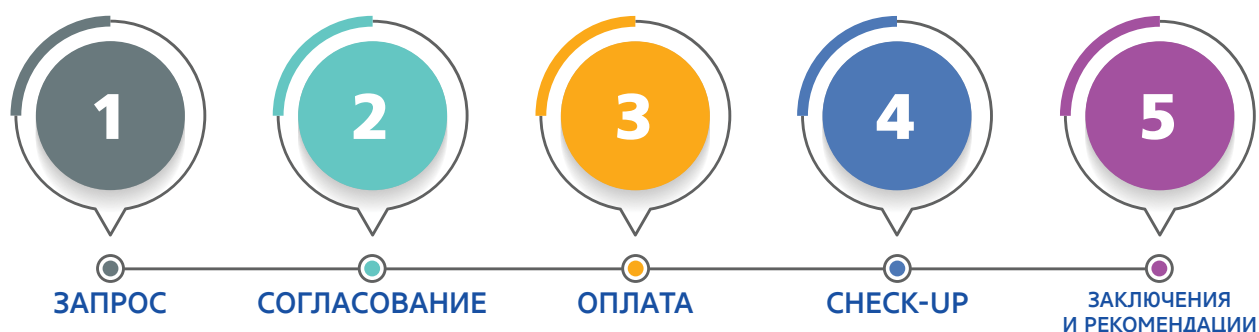 1
2
3
4
5
ЗАПРОС
СОГЛАСОВАНИЕ
ОПЛАТА
CHECK-UP
ЗАКЛЮЧЕНИЯ
И РЕКОМЕНДАЦИИ